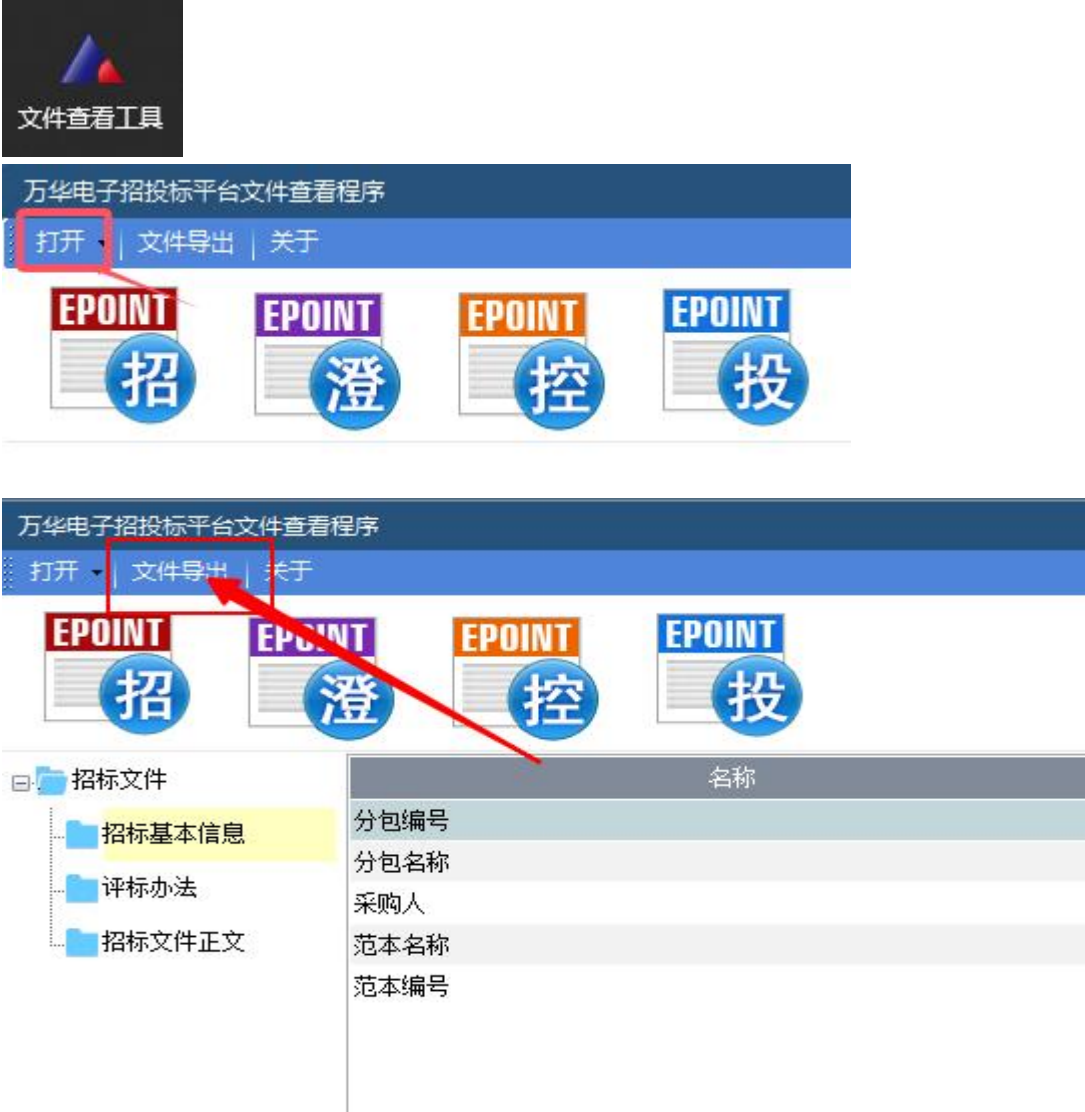 文件查看工具
万华电子招投标平台文件查看程序
打开 文件导出 关于
EPOINT EPOINT EPOINT EPOINT
招 澄 控 投
万华电子招投标平台文件查看程序
打开 文件导出 关于
EPOINT EPOINT EPOINT EPOINT
招 澄 控 投
招标文件
招标基本信息
评标办法
招标文件正文
名称
分包编号
分包名称
采购人
范本名称
范本编号